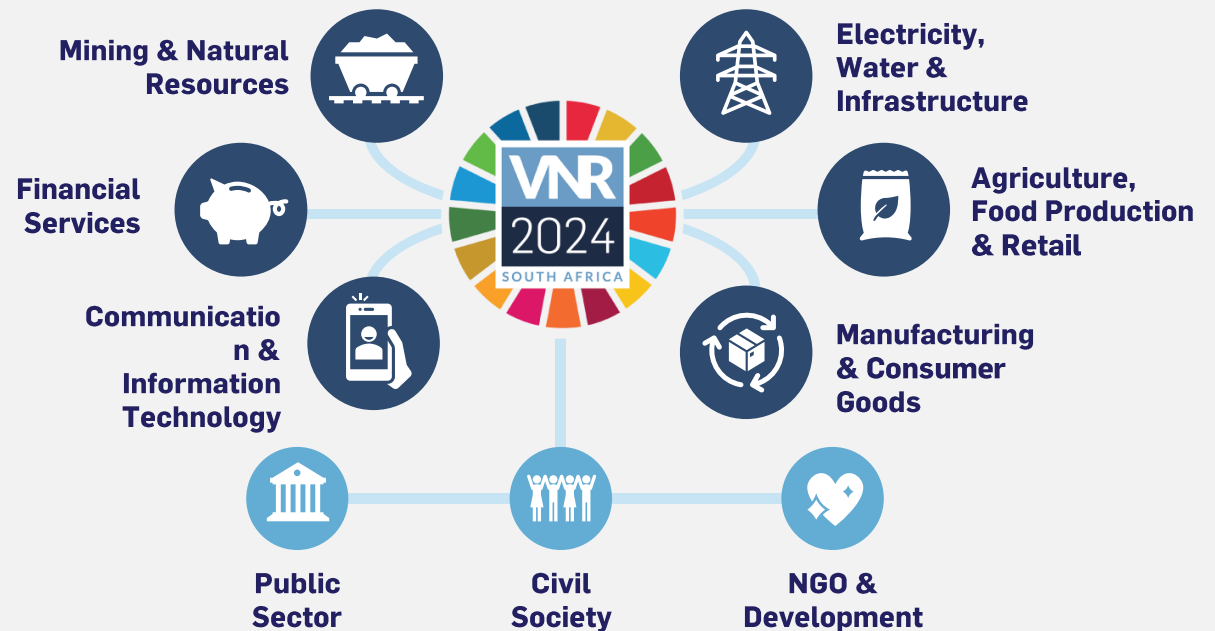 Mining & Natural
Resources
Electricity,
Water &
Infrastructure
VNR
2024
SOUTH AFRICA
Financial
Services
Agriculture,
Food Production
& Retail
Communicatio
n &
Information
Technology
Manufacturing
& Consumer
Goods
Public
Sector
Civil
Society
NGO &
Development